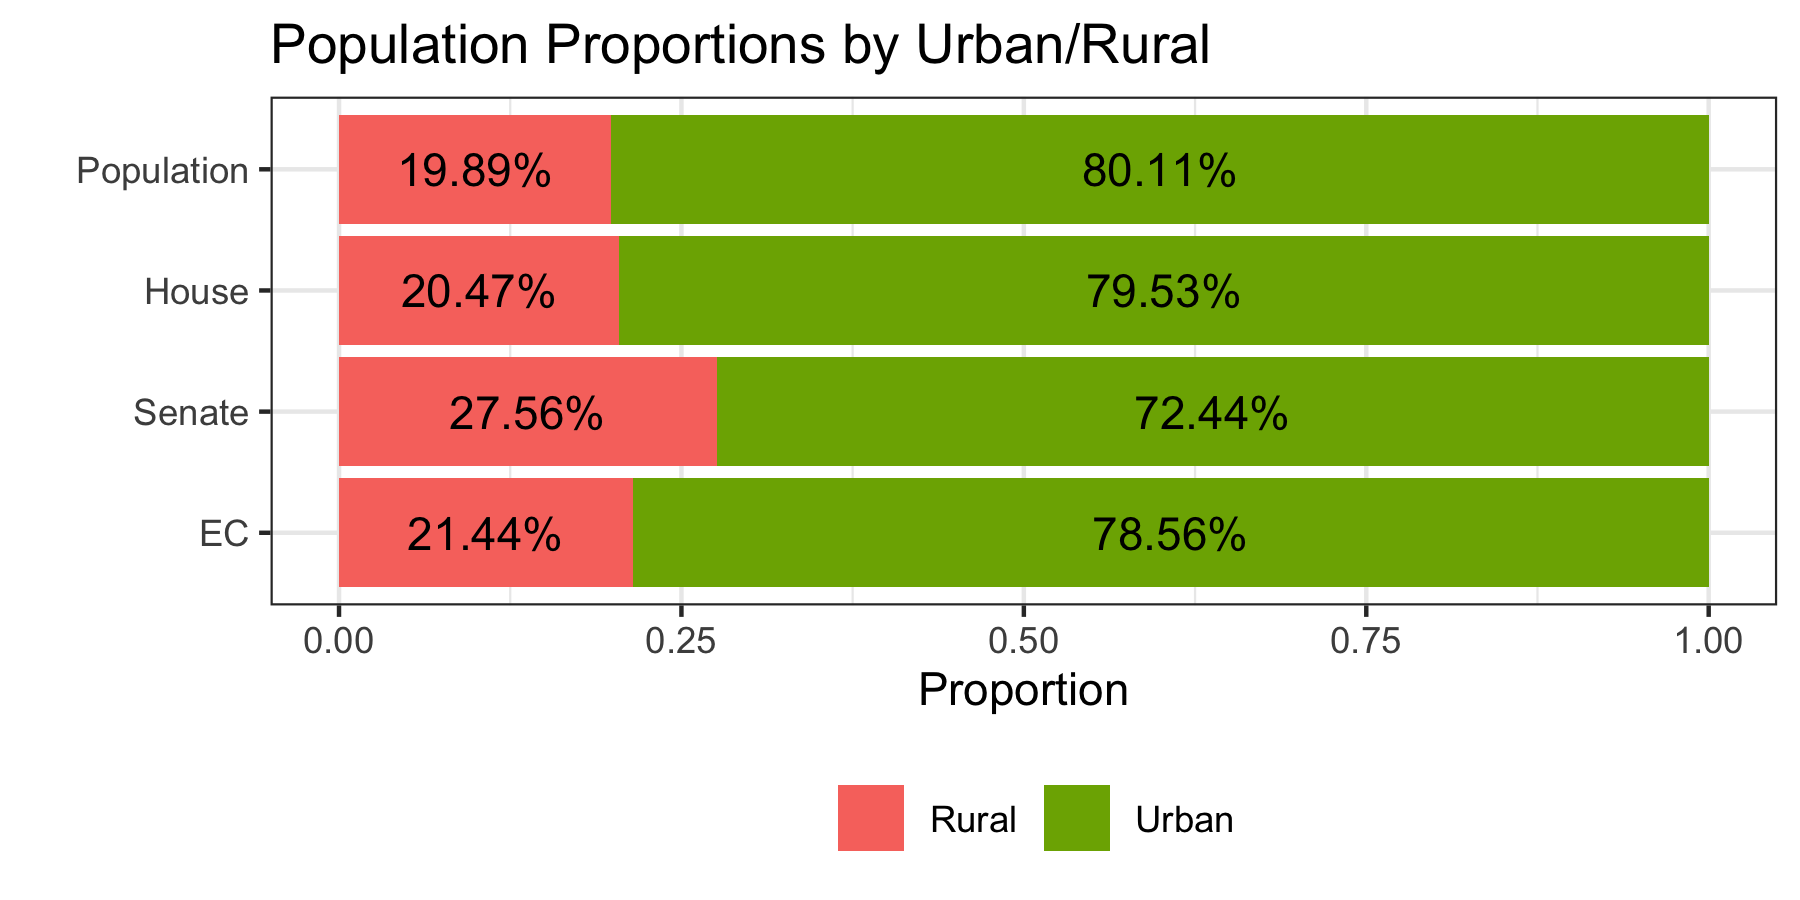 Population Proportions by Urban/Rural
Population 19.89% 80.11%
House 20.47% 79.53%
Senate 27.56% 72.44%
EC 21.44% 78.56%
0.00 0.25 0.50 0.75 1.00
Proportion
Rural Urban